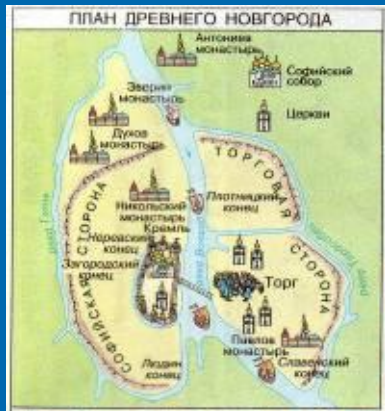 ПЛАН ДРЕВНЕГО НОВГОРОДА
Антониев
монастырь
Софийский
собор
Зверин
монастырь
Церкви
Духов
монастырь
ТОРГОВАЯ
СТОРОНА
Плотницкий
конец
Никольский
монастырь
Кремль
Неревский
конец
Загородский
конец
СОФИЙСКАЯ СТОРОНА
Торг
Павлов
монастырь
Славенский
конец
Людин
конец